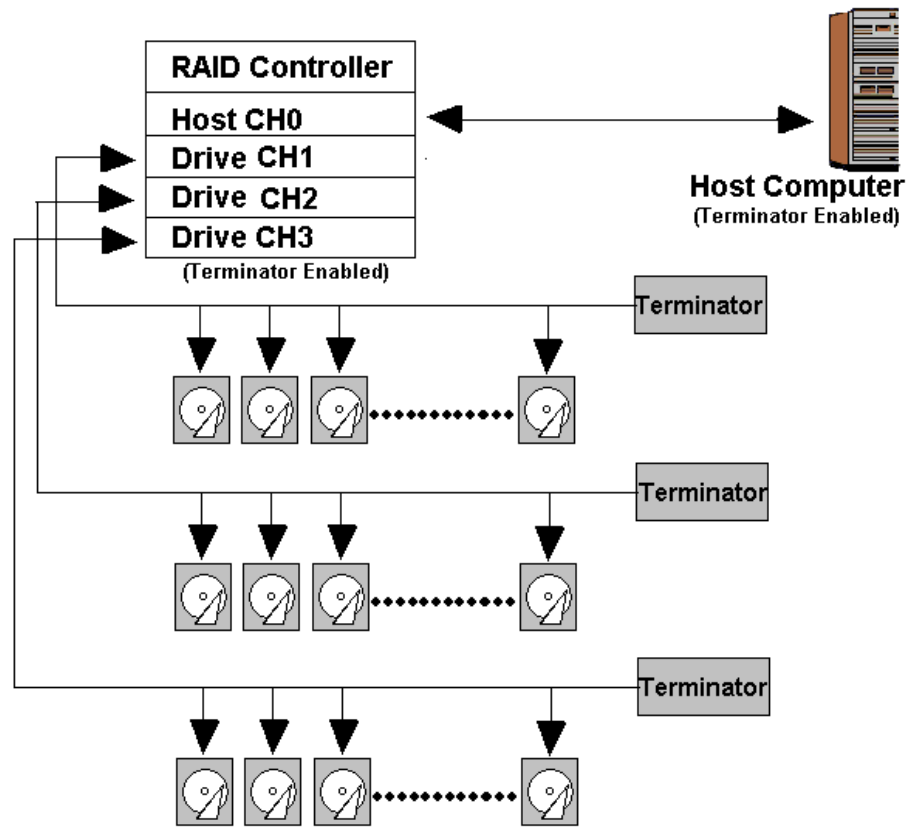 RAID Controller
Host CH0
Drive CH1
Drive CH2
Drive CH3
(Terminator Enabled)
Host Computer
(Terminator Enabled)
Terminator
Terminator
Terminator